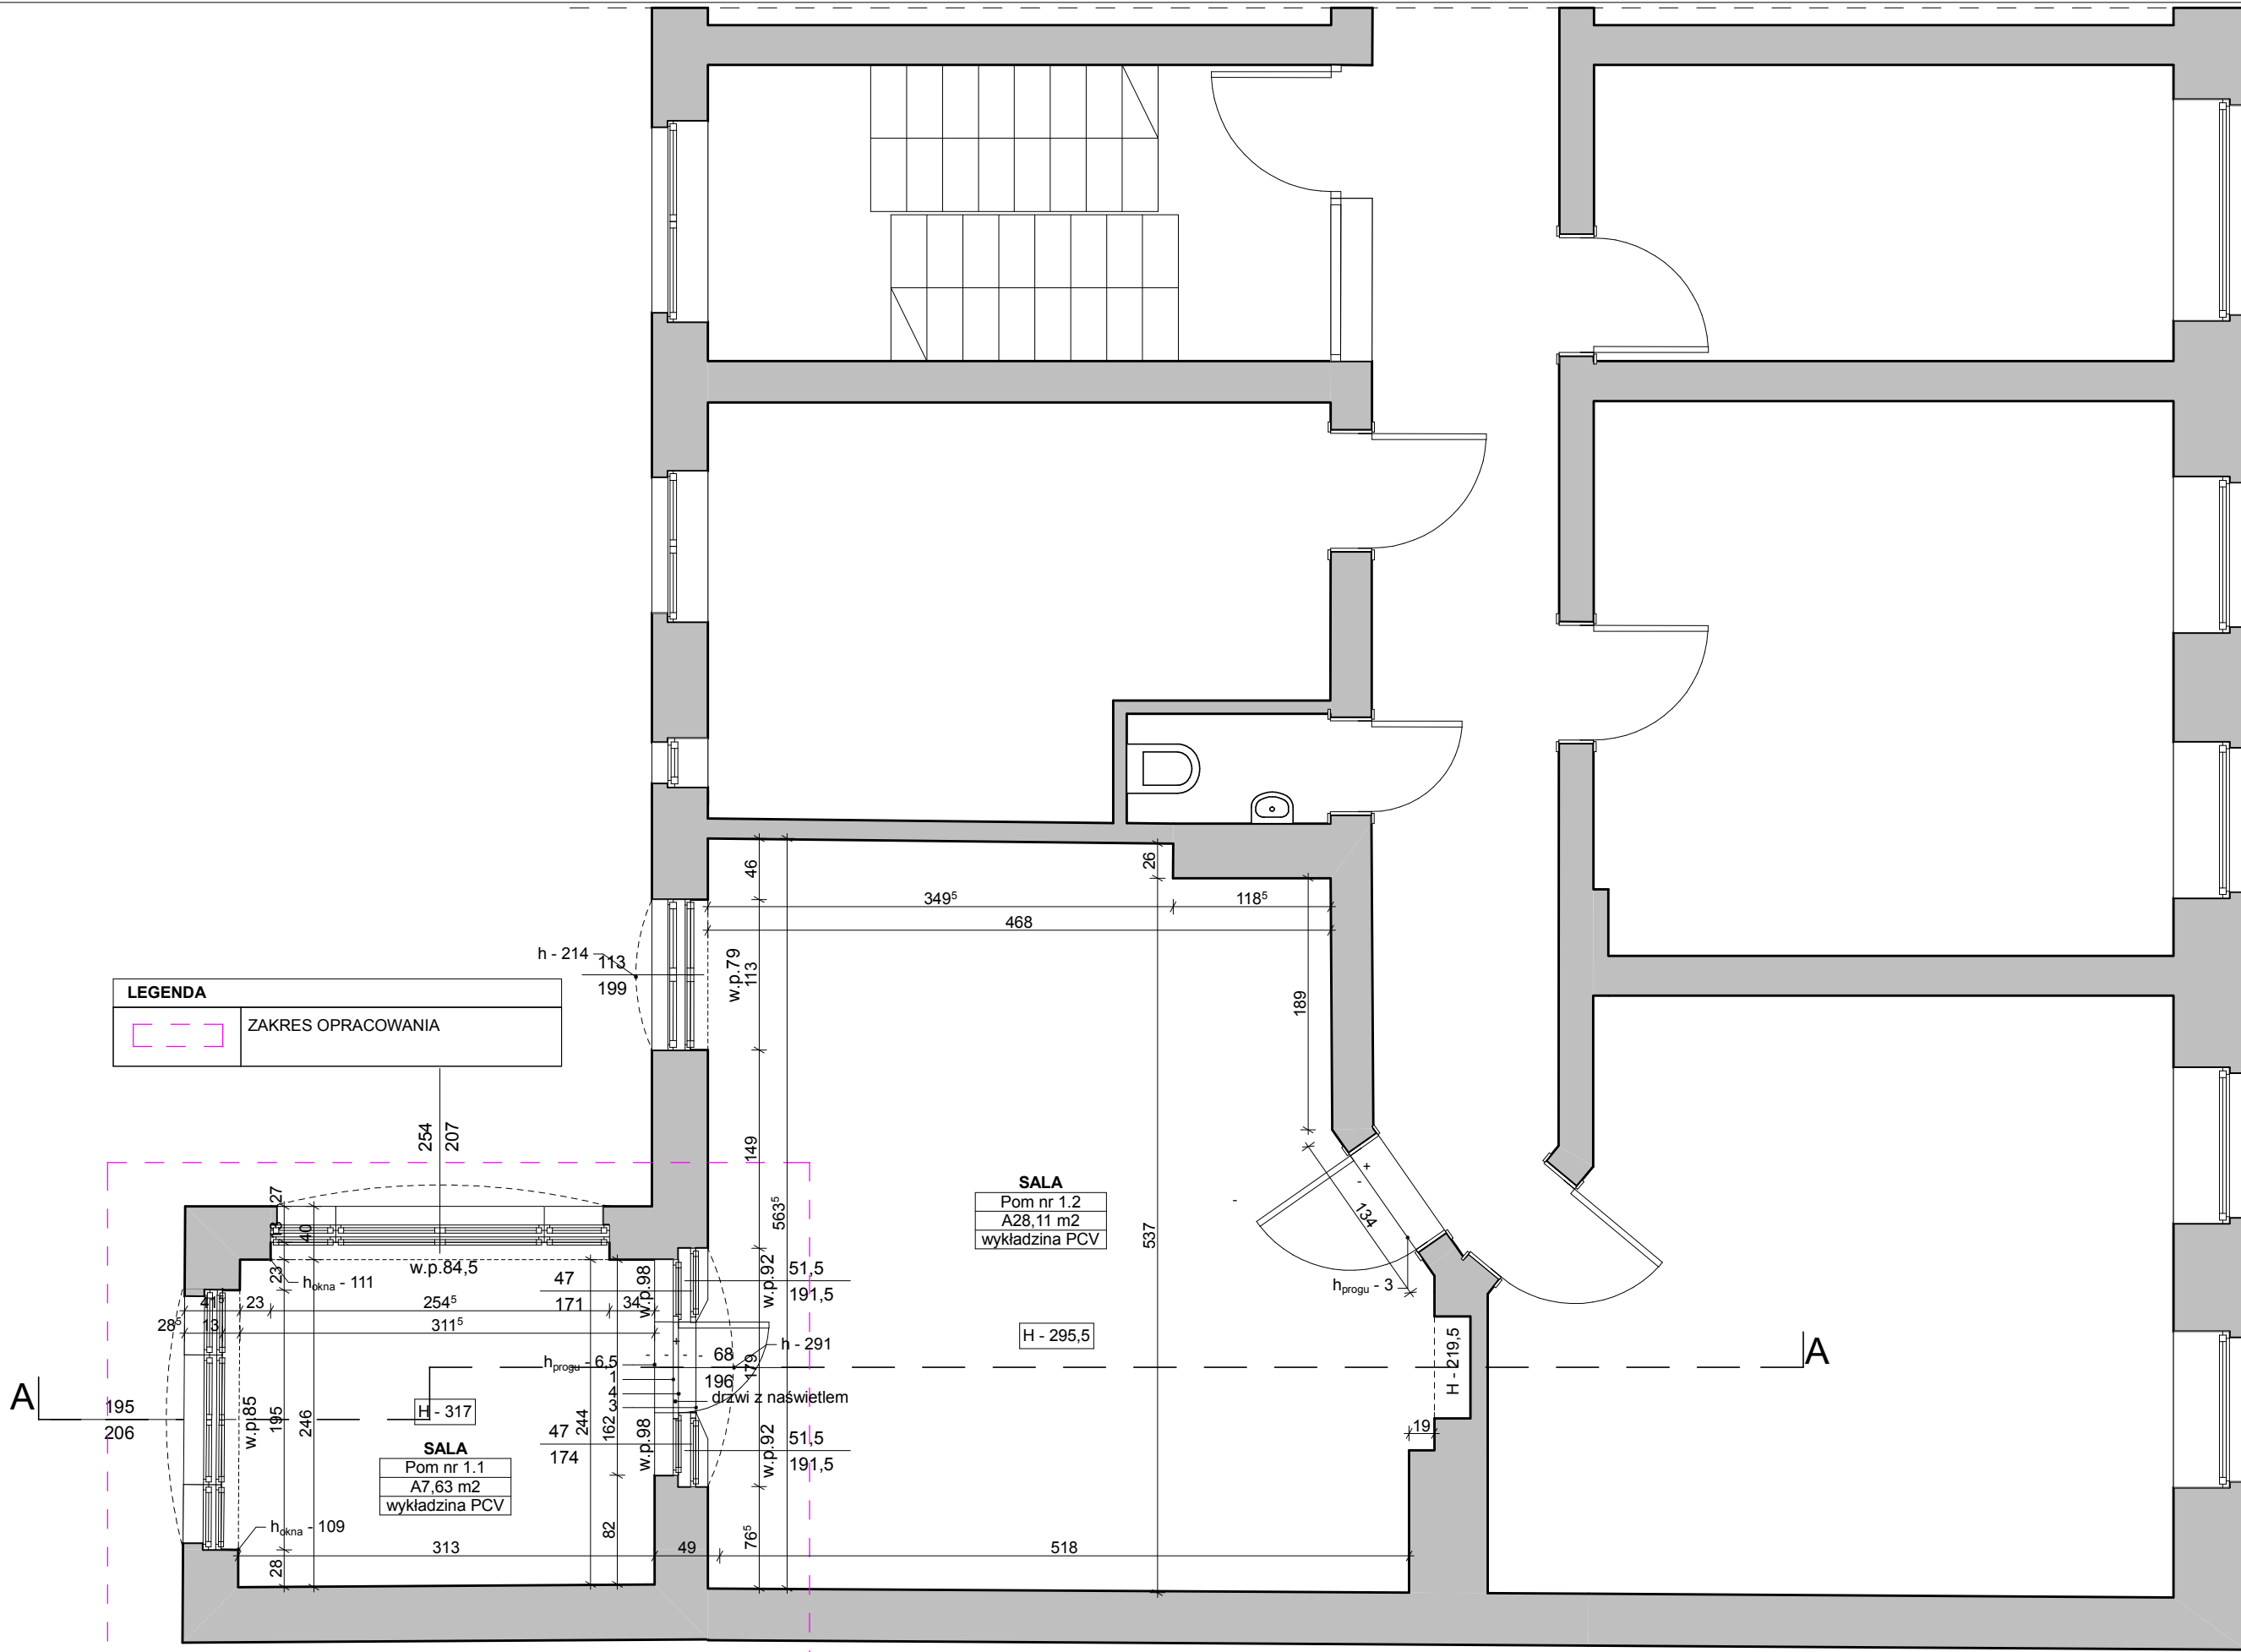 46
26
349⁵
118⁵
468
h - 214
113
199
w.p.79
113
189
LEGENDA
ZAKRES OPRACOWANIA
254
207
149
563⁵
537
SALA
Pom nr 1.2
A28,11 m2
wykładzina PCV
+
-
-
134
hprogu - 3
27
13
40
23
hokna - 111
w.p.84,5
47
171
w.p.98
w.p.92
51,5
191,5
41⁵
23
254⁵
34
28⁵
13
311⁵
+
- - - - -
68
196
179
h - 291
H - 295,5
H - 219,5
hprogu - 6,5
1
4
3
drzwi z naświetlem
A
A
195
206
w.p.85
195
246
H - 317
244
162
47
174
w.p.98
w.p.92
51,5
191,5
19
SALA
Pom nr 1.1
A7,63 m2
wykładzina PCV
hokna - 109
28
82
76⁵
313
49
518